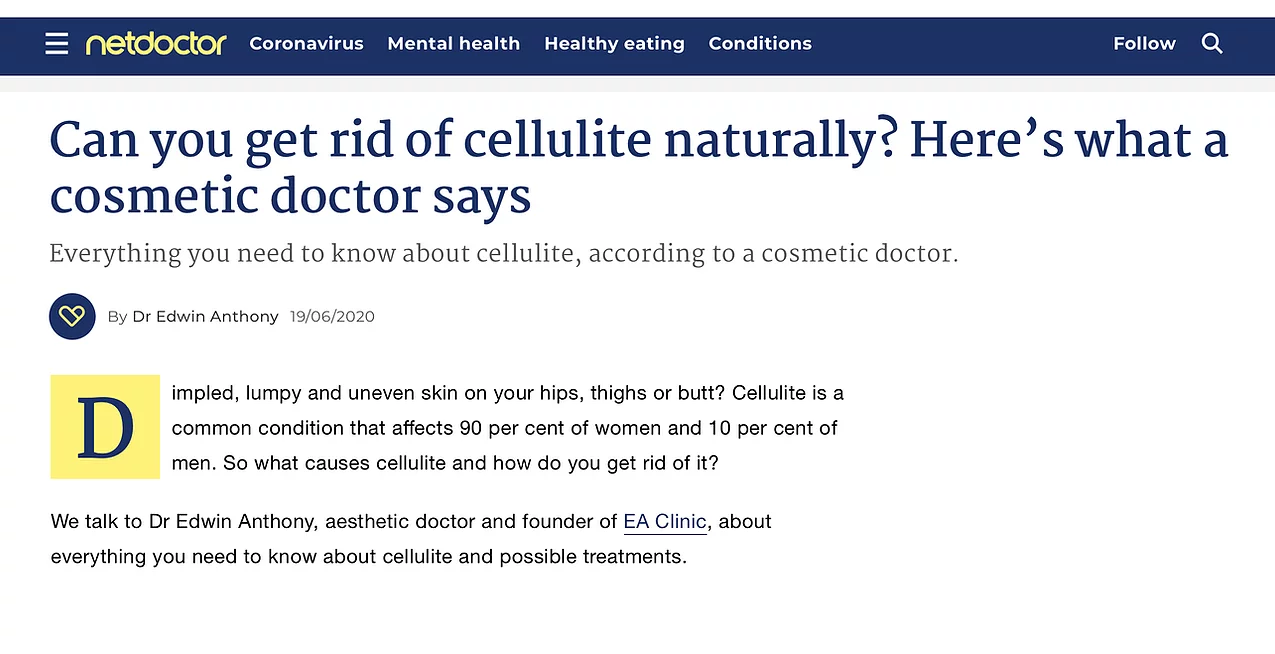 netdoctor Coronavirus Mental health Healthy eating Conditions Follow
Can you get rid of cellulite naturally? Here’s what a
cosmetic doctor says
Everything you need to know about cellulite, according to a cosmetic doctor.
By Dr Edwin Anthony 19/06/2020
Dimpled, lumpy and uneven skin on your hips, thighs or butt? Cellulite is a
common condition that affects 90 per cent of women and 10 per cent of
men. So what causes cellulite and how do you get rid of it?
We talk to Dr Edwin Anthony, aesthetic doctor and founder of EA Clinic, about
everything you need to know about cellulite and possible treatments.